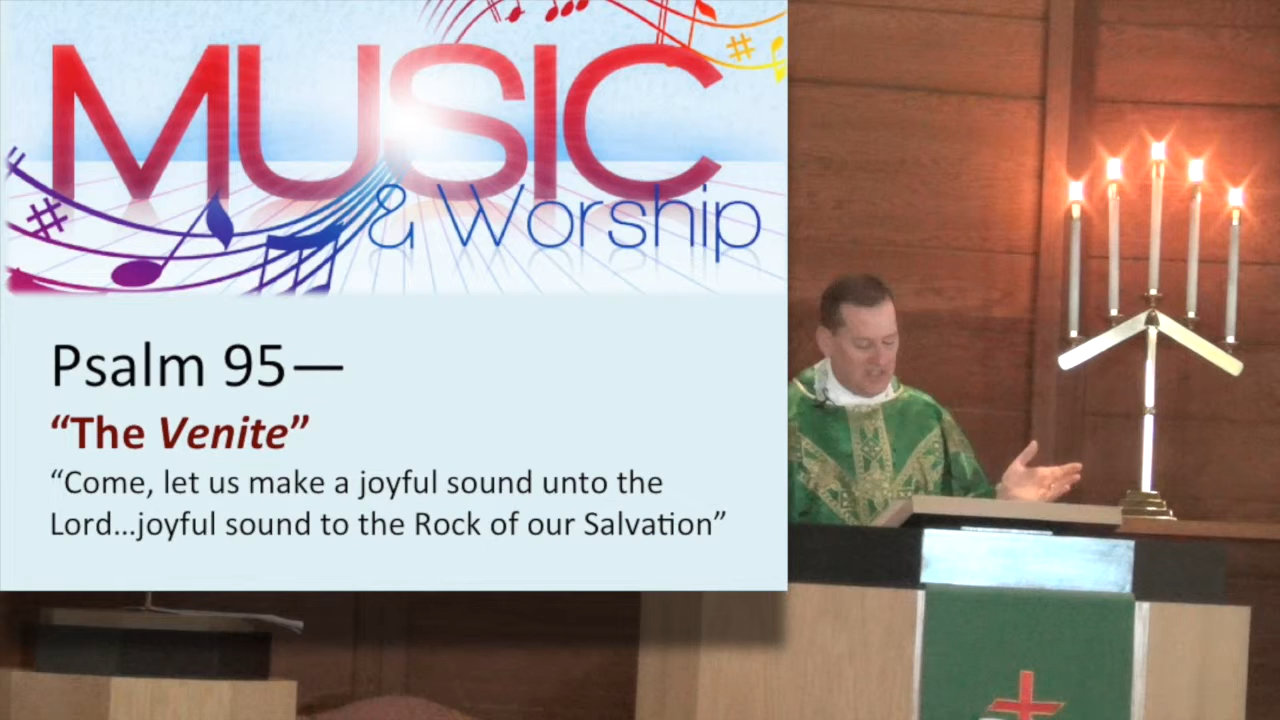 MUSIC
& Worship
Psalm 95—
“The Venite”
“Come, let us make a joyful sound unto the
Lord…joyful sound to the Rock of our Salvation”